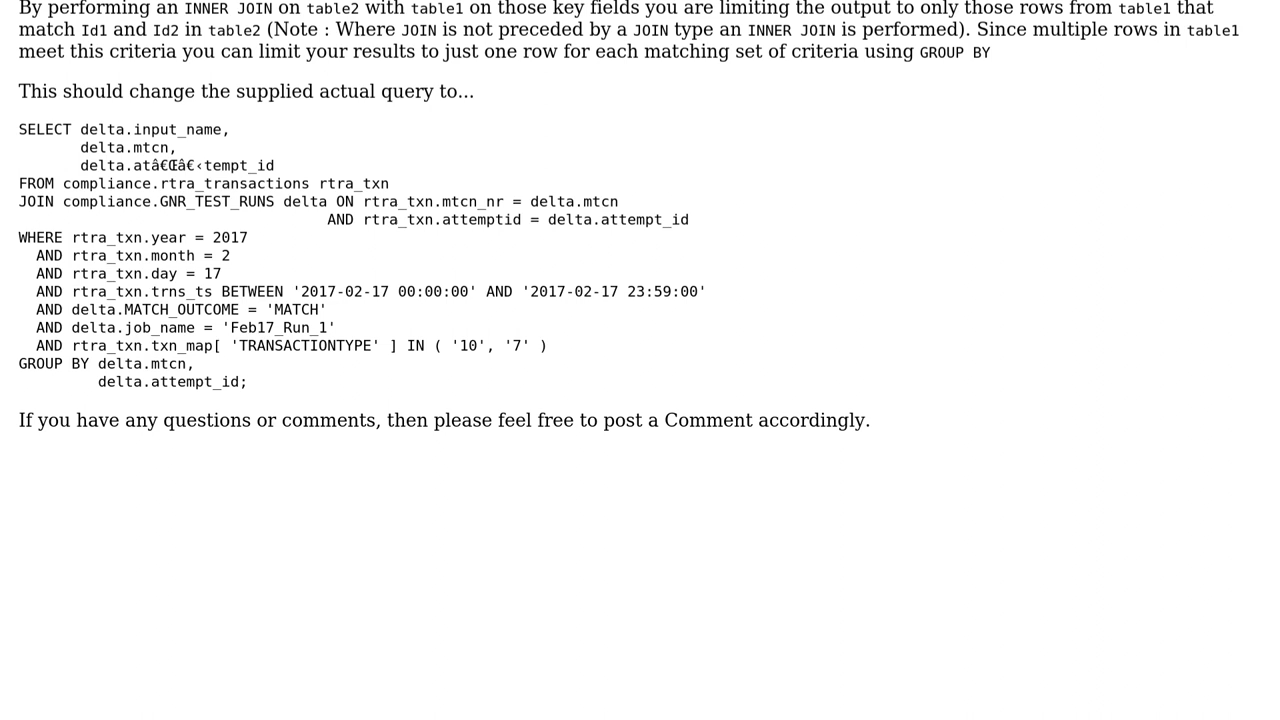 By performing an INNER JOIN on table2 with table1 on those key fields you are limiting the output to only those rows from table1 that
match Id1 and Id2 in table2 (Note : Where JOIN is not preceded by a JOIN type an INNER JOIN is performed). Since multiple rows in table1
meet this criteria you can limit your results to just one row for each matching set of criteria using GROUP BY
This should change the supplied actual query to...
SELECT delta.input_name,
       delta.mtcn,
       delta.atâ€Œâ€‹tempt_id
FROM compliance.rtra_transactions rtra_txn
JOIN compliance.GNR_TEST_RUNS delta ON rtra_txn.mtcn_nr = delta.mtcn
                                   AND rtra_txn.attemptid = delta.attempt_id
WHERE rtra_txn.year = 2017
  AND rtra_txn.month = 2
  AND rtra_txn.day = 17
  AND rtra_txn.trns_ts BETWEEN '2017-02-17 00:00:00' AND '2017-02-17 23:59:00'
  AND delta.MATCH_OUTCOME = 'MATCH'
  AND delta.job_name = 'Feb17_Run_1'
  AND rtra_txn.txn_map[ 'TRANSACTIONTYPE' ] IN ( '10', '7' )
GROUP BY delta.mtcn,
         delta.attempt_id;
If you have any questions or comments, then please feel free to post a Comment accordingly.